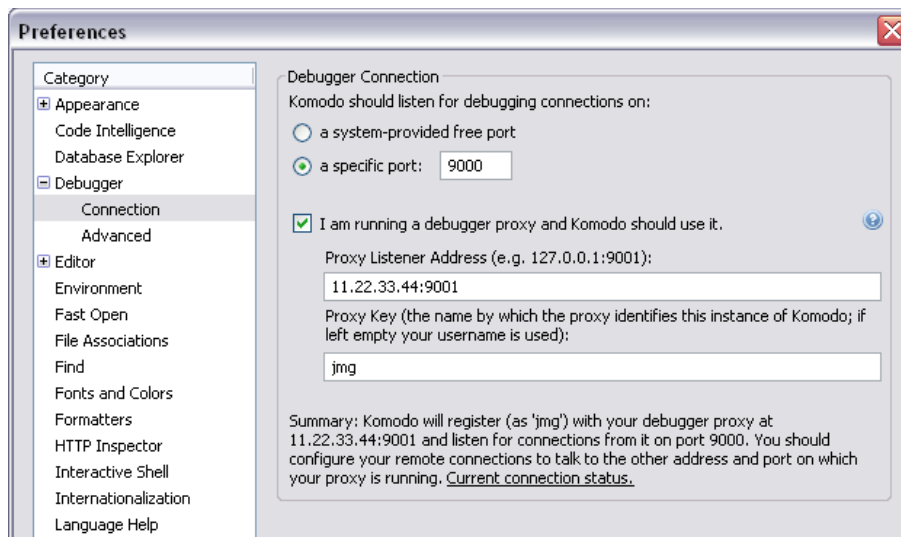 Preferences
Category
Appearance
Code Intelligence
Database Explorer
Debugger
Connection
Advanced
Editor
Environment
Fast Open
File Associations
Find
Fonts and Colors
Formatters
HTTP Inspector
Interactive Shell
Internationalization
Language Help
Debugger Connection
Komodo should listen for debugging connections on:
a system-provided free port
a specific port: 9000
I am running a debugger proxy and Komodo should use it.
?
Proxy Listener Address (e.g. 127.0.0.1:9001):
11.22.33.44:9001
Proxy Key (the name by which the proxy identifies this instance of Komodo; if
left empty your username is used):
jmg
Summary: Komodo will register (as 'jmg') with your debugger proxy at
11.22.33.44:9001 and listen for connections from it on port 9000. You should
configure your remote connections to talk to the other address and port on which
your proxy is running. Current connection status.